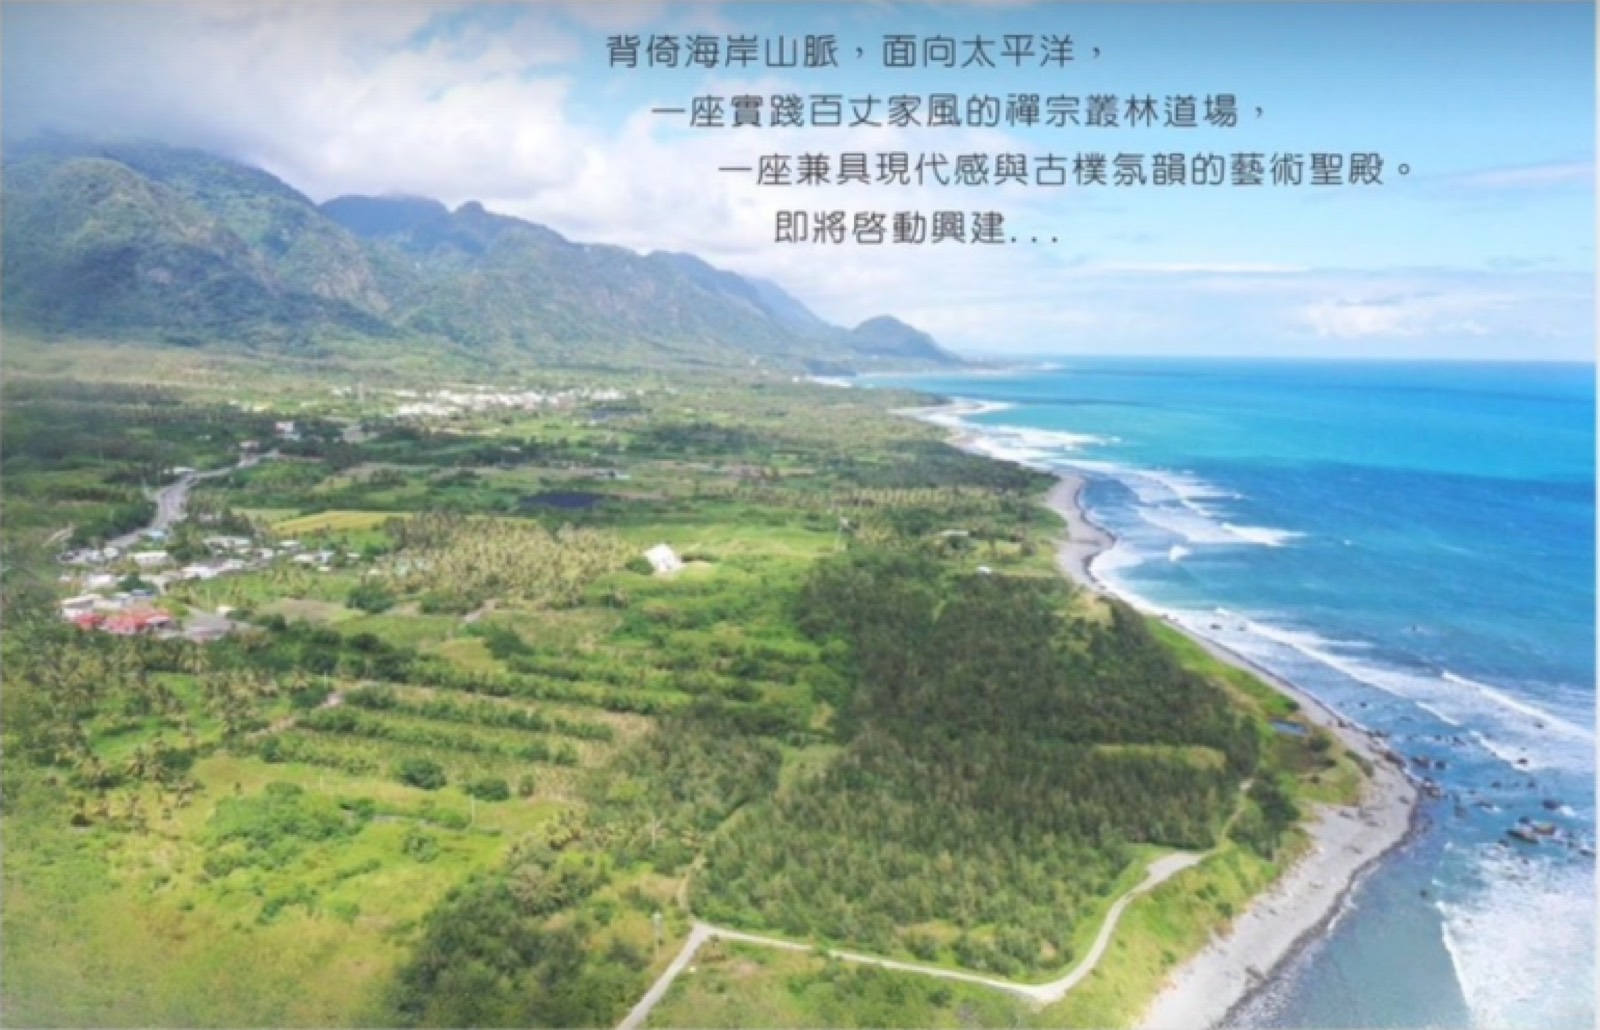 背倚海岸山脈，面向太平洋，
一座實踐百丈家風的禪宗叢林道場，
一座兼具現代感與古樸氛韻的藝術聖殿。
即將啓動興建...